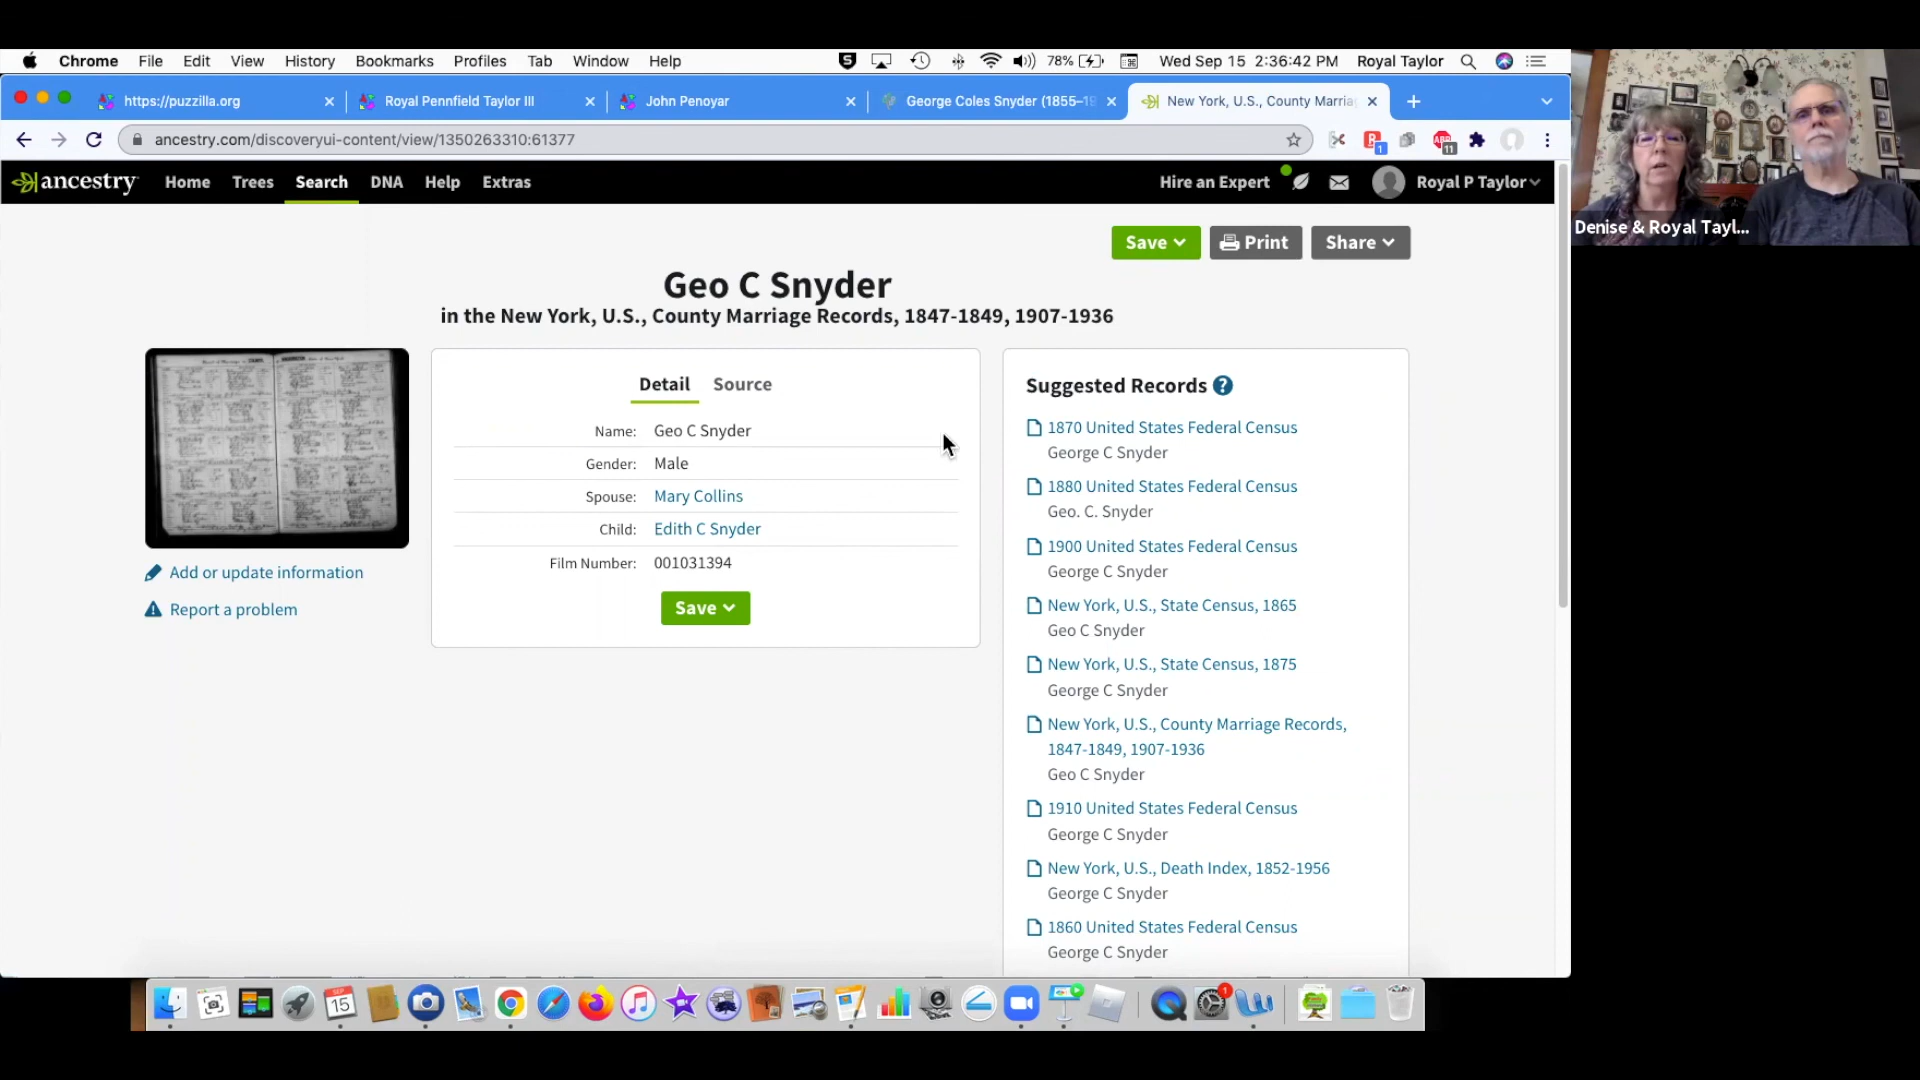 Chrome File Edit View History Bookmarks Profiles Tab Window Help 78% Wed Sep 15 2:36:42 PM Royal Taylor
https://puzzilla.org Royal Pennfield Taylor III John Penoyar George Coles Snyder (1855–19 New York, U.S., County Marria
ancestry.com/discoveryui-content/view/1350263310:61377
1
11
ancestry Home Trees Search DNA Help Extras Hire an Expert Royal P Taylor
Denise & Royal Tayl...
Save Print Share
Geo C Snyder
in the New York, U.S., County Marriage Records, 1847-1849, 1907-1936
Detail Source
Name: Geo C Snyder
Gender: Male
Spouse: Mary Collins
Child: Edith C Snyder
Film Number: 001031394
Save
Add or update information
Report a problem
Suggested Records ?
1870 United States Federal Census
George C Snyder
1880 United States Federal Census
Geo. C. Snyder
1900 United States Federal Census
George C Snyder
New York, U.S., State Census, 1865
Geo C Snyder
New York, U.S., State Census, 1875
George C Snyder
New York, U.S., County Marriage Records,
1847-1849, 1907-1936
Geo C Snyder
1910 United States Federal Census
George C Snyder
New York, U.S., Death Index, 1852-1956
George C Snyder
1860 United States Federal Census
George C Snyder
SEP
15
1